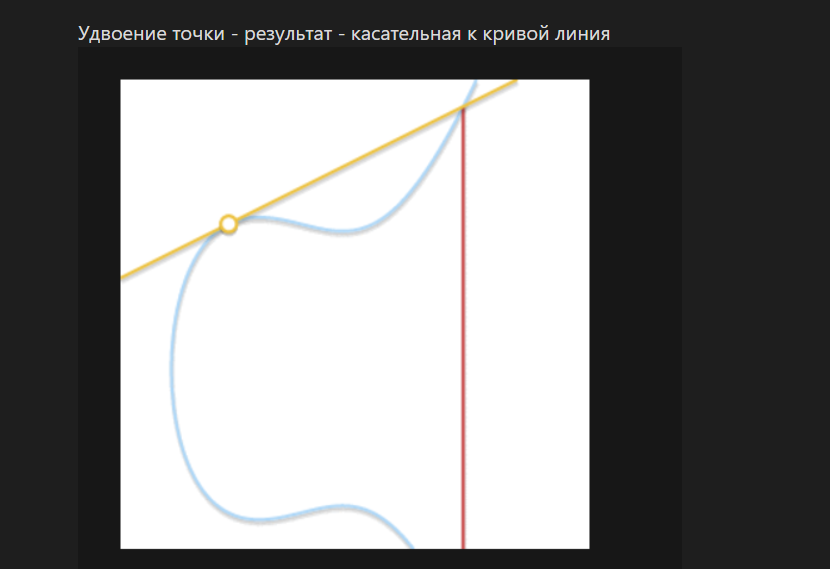 Удвоение точки - результат - касательная к кривой линия